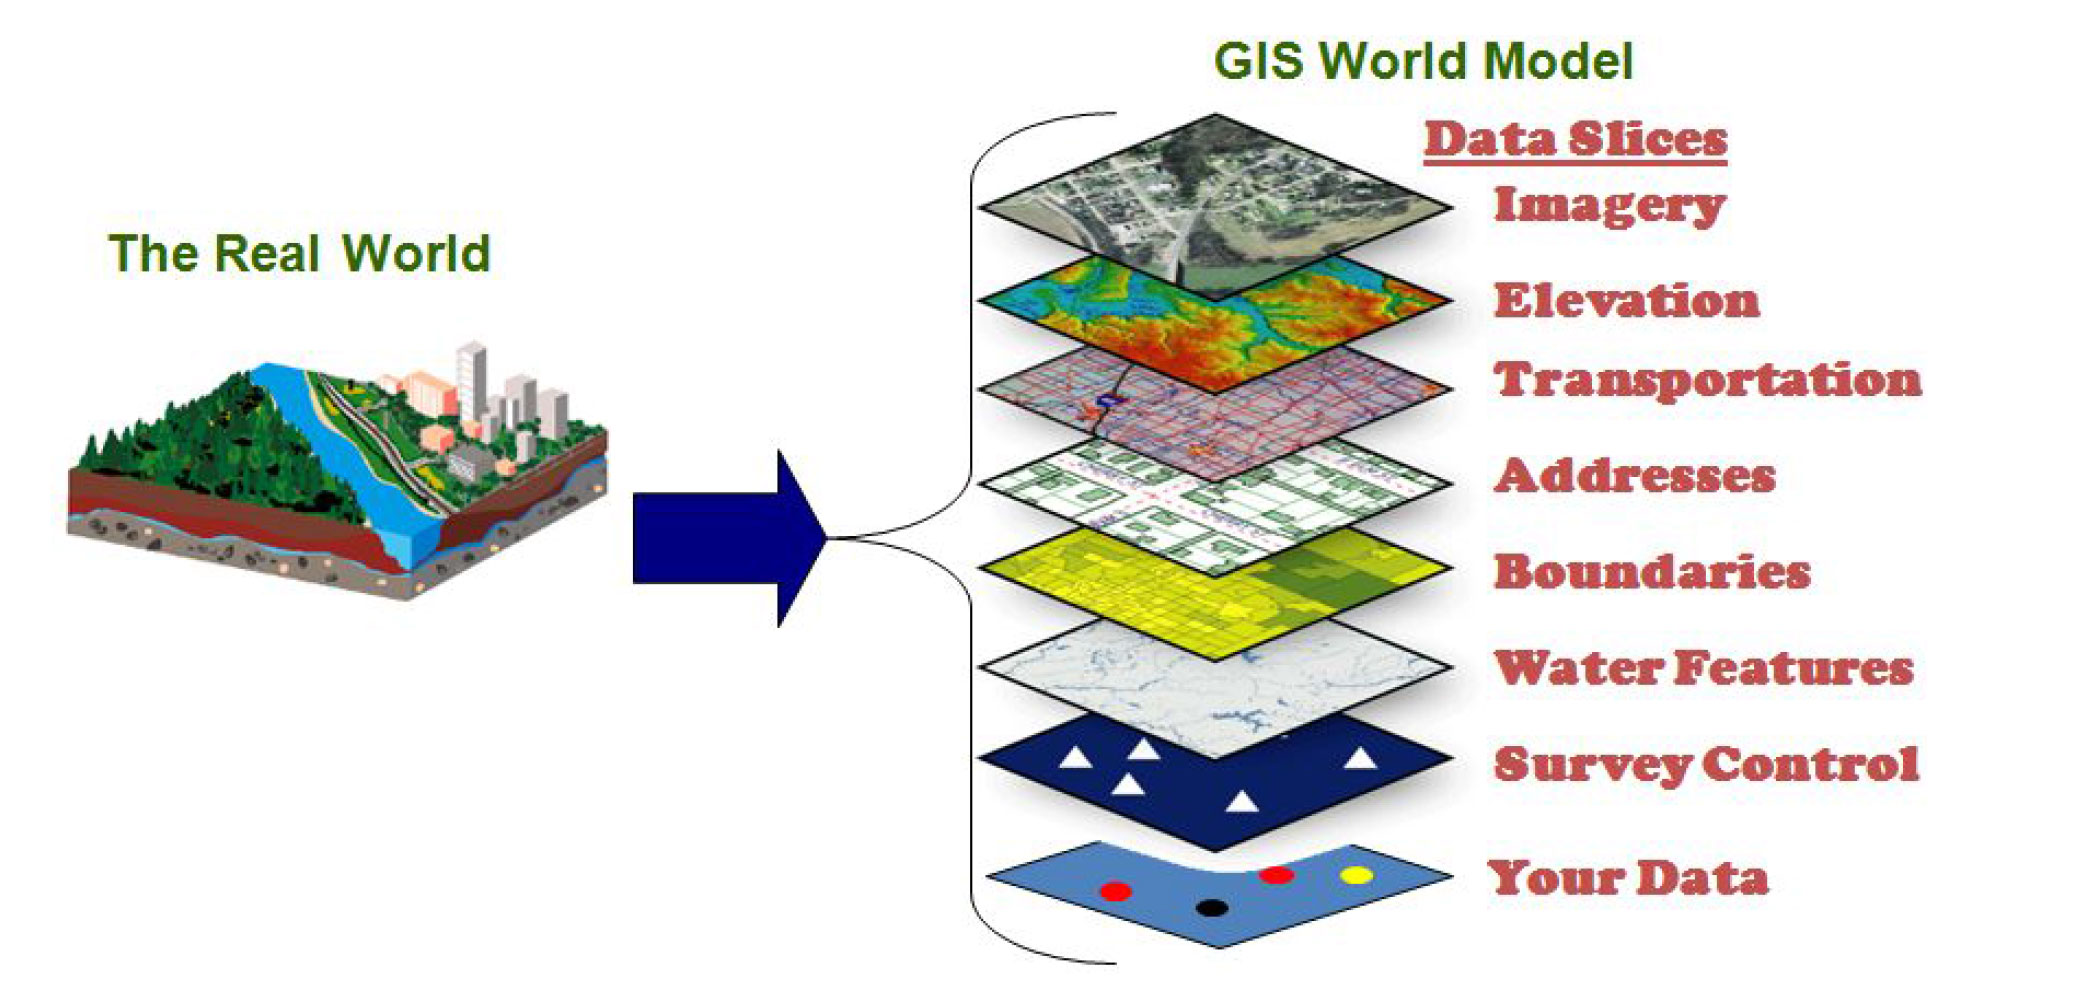 GIS World Model
Data Slices
Imagery
The Real World
Elevation
Transportation
Addresses
Boundaries
Water Features
Survey Control
Your Data